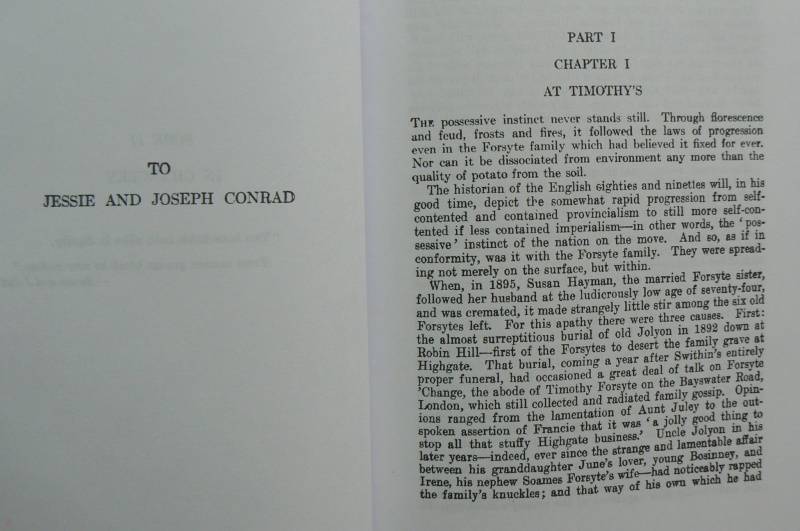 TO
JESSIE AND JOSEPH CONRAD
PART I
CHAPTER I
AT TIMOTHY'S
THE possessive instinct never stands still. Through florescence
and feud, frosts and fires, it followed the laws of progression
even in the Forsyte family which had believed it fixed for ever.
Nor can it be dissociated from environment any more than the
quality of potato from the soil.
The historian of the English eighties and nineties will, in his
good time, depict the somewhat rapid progression from self-
contented and contained provincialism to still more self-con-
tented if less contained imperialism—in other words, the 'pos-
sessive' instinct of the nation on the move. And so, as if in
conformity, was it with the Forsyte family. They were spread-
ing not merely on the surface, but within.
When, in 1895, Susan Hayman, the married Forsyte sister,
followed her husband at the ludicrously low age of seventy-four,
and was cremated, it made strangely little stir among the six old
Forsytes left. For this apathy there were three causes. First:
the almost surreptitious burial of old Jolyon in 1892 down at
Robin Hill—first of the Forsytes to desert the family grave at
Highgate. That burial, coming a year after Swithin's entirely
proper funeral, had occasioned a great deal of talk on Forsyte
'Change, the abode of Timothy Forsyte on the Bayswater Road,
London, which still collected and radiated family gossip. Opin-
ions ranged from the lamentation of Aunt Juley to the out-
spoken assertion of Francie that it was 'a jolly good thing to
stop all that stuffy Highgate business.' Uncle Jolyon in his
later years—indeed, ever since the strange and lamentable affair
between his granddaughter June's lover, young Bosinney, and
Irene, his nephew Soames Forsyte's wife—had noticeably rapped
the family's knuckles; and that way of his own which he had